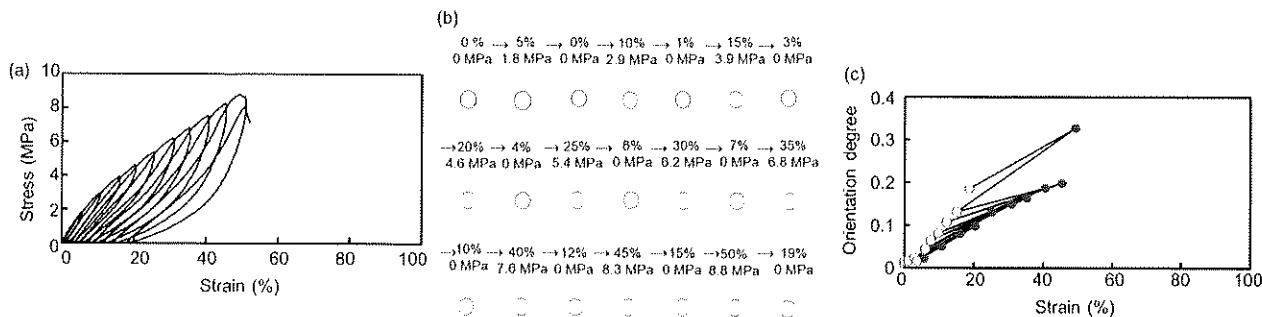 (a)
10
8
6
4
2
0
0 20 40 60 80 100
Stress (MPa)
Strain (%)
(b)
0 % → 5% → 0% → 10% → 1% → 15% → 3%
0 MPa 1.8 MPa 0 MPa 2.9 MPa 0 MPa 3.9 MPa 0 MPa
→20% → 4% → 25% → 6% → 30% → 7% → 35%
4.6 MPa 0 MPa 5.4 MPa 0 MPa 6.2 MPa 0 MPa 6.8 MPa
→10% → 40% → 12% → 45% → 15% → 50% → 19%
0 MPa 7.6 MPa 0 MPa 8.3 MPa 0 MPa 8.8 MPa 0 MPa
(c)
0.4
0.3
0.2
0.1
0
0 20 40 60 80 100
Orientation degree
Strain (%)